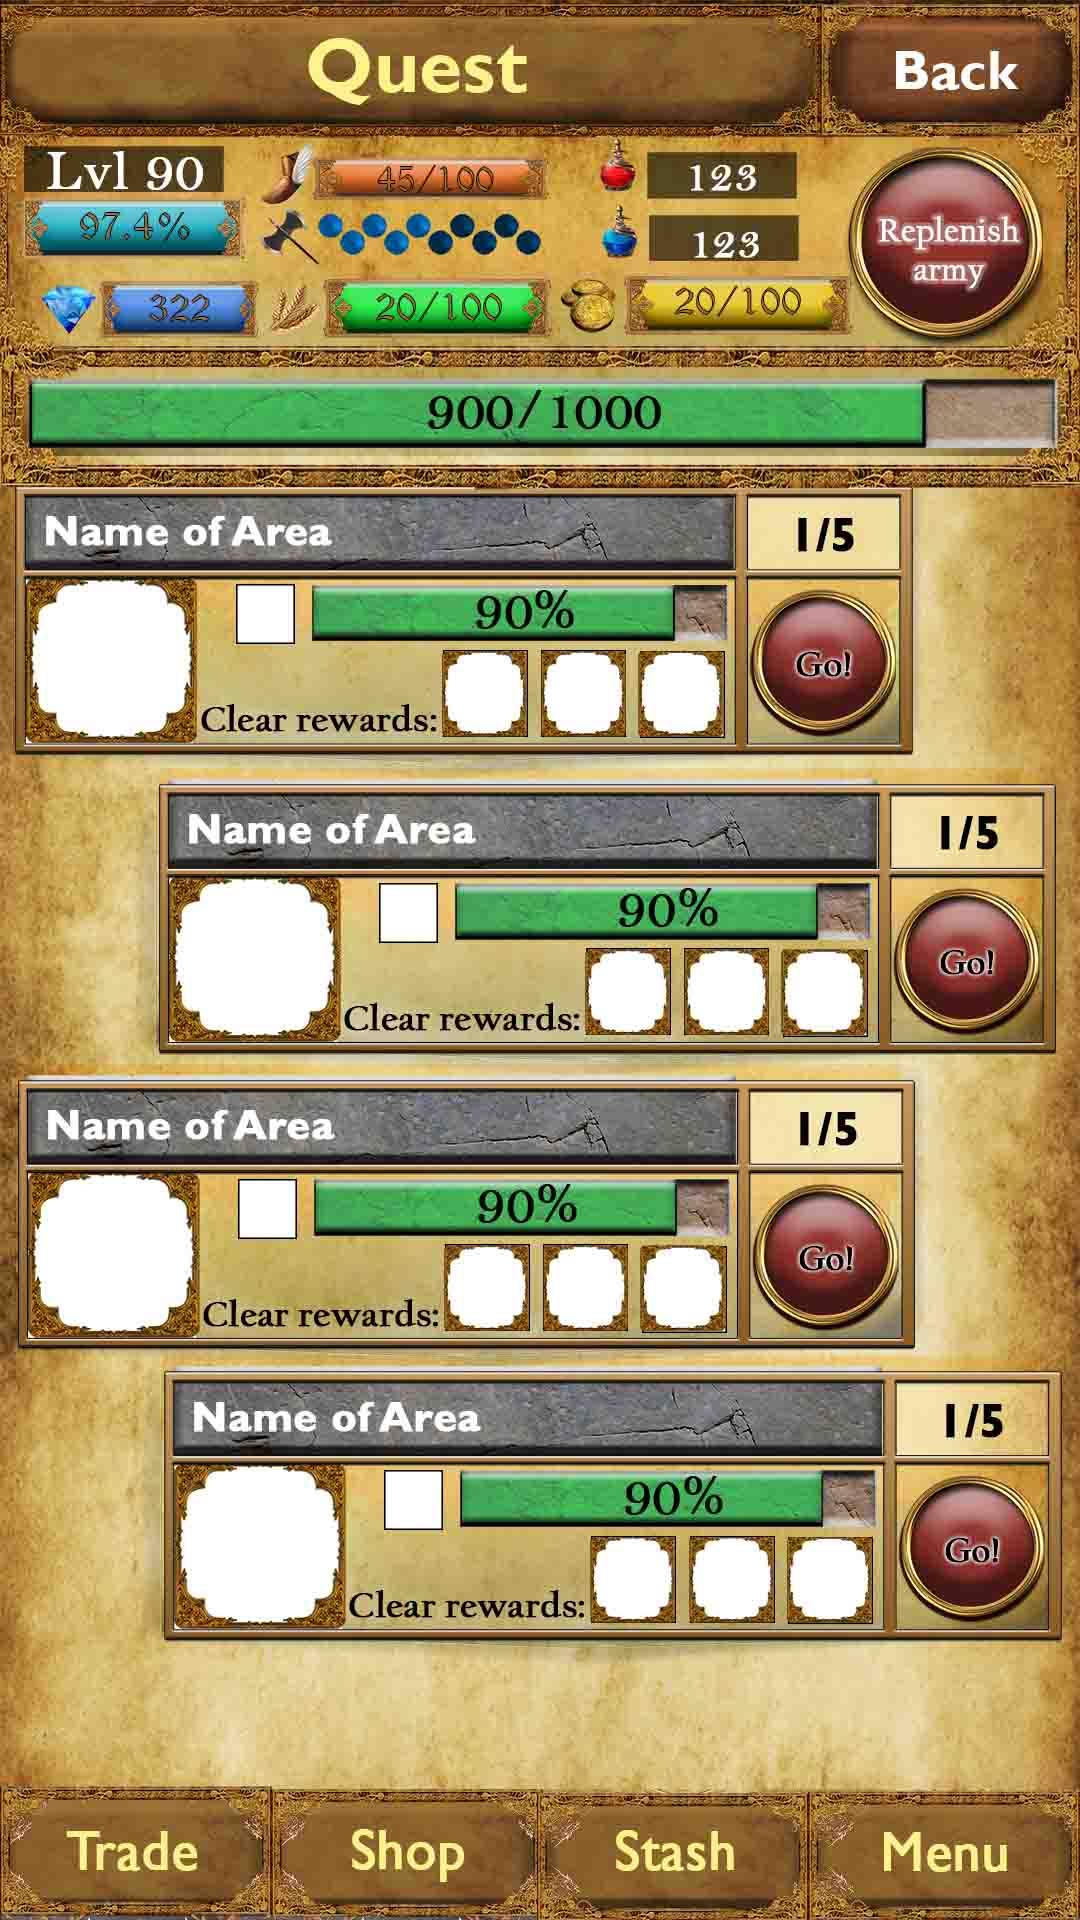 Quest
Back
Lvl 90
45/100
123
97.4%
123
Replenish
army
322
20/100
20/100
900/1000
Name of Area
1/5
90%
Go!
Clear rewards:
Name of Area
1/5
90%
Go!
Clear rewards:
Name of Area
1/5
90%
Go!
Clear rewards:
Name of Area
1/5
90%
Go!
Clear rewards:
Trade
Shop
Stash
Menu